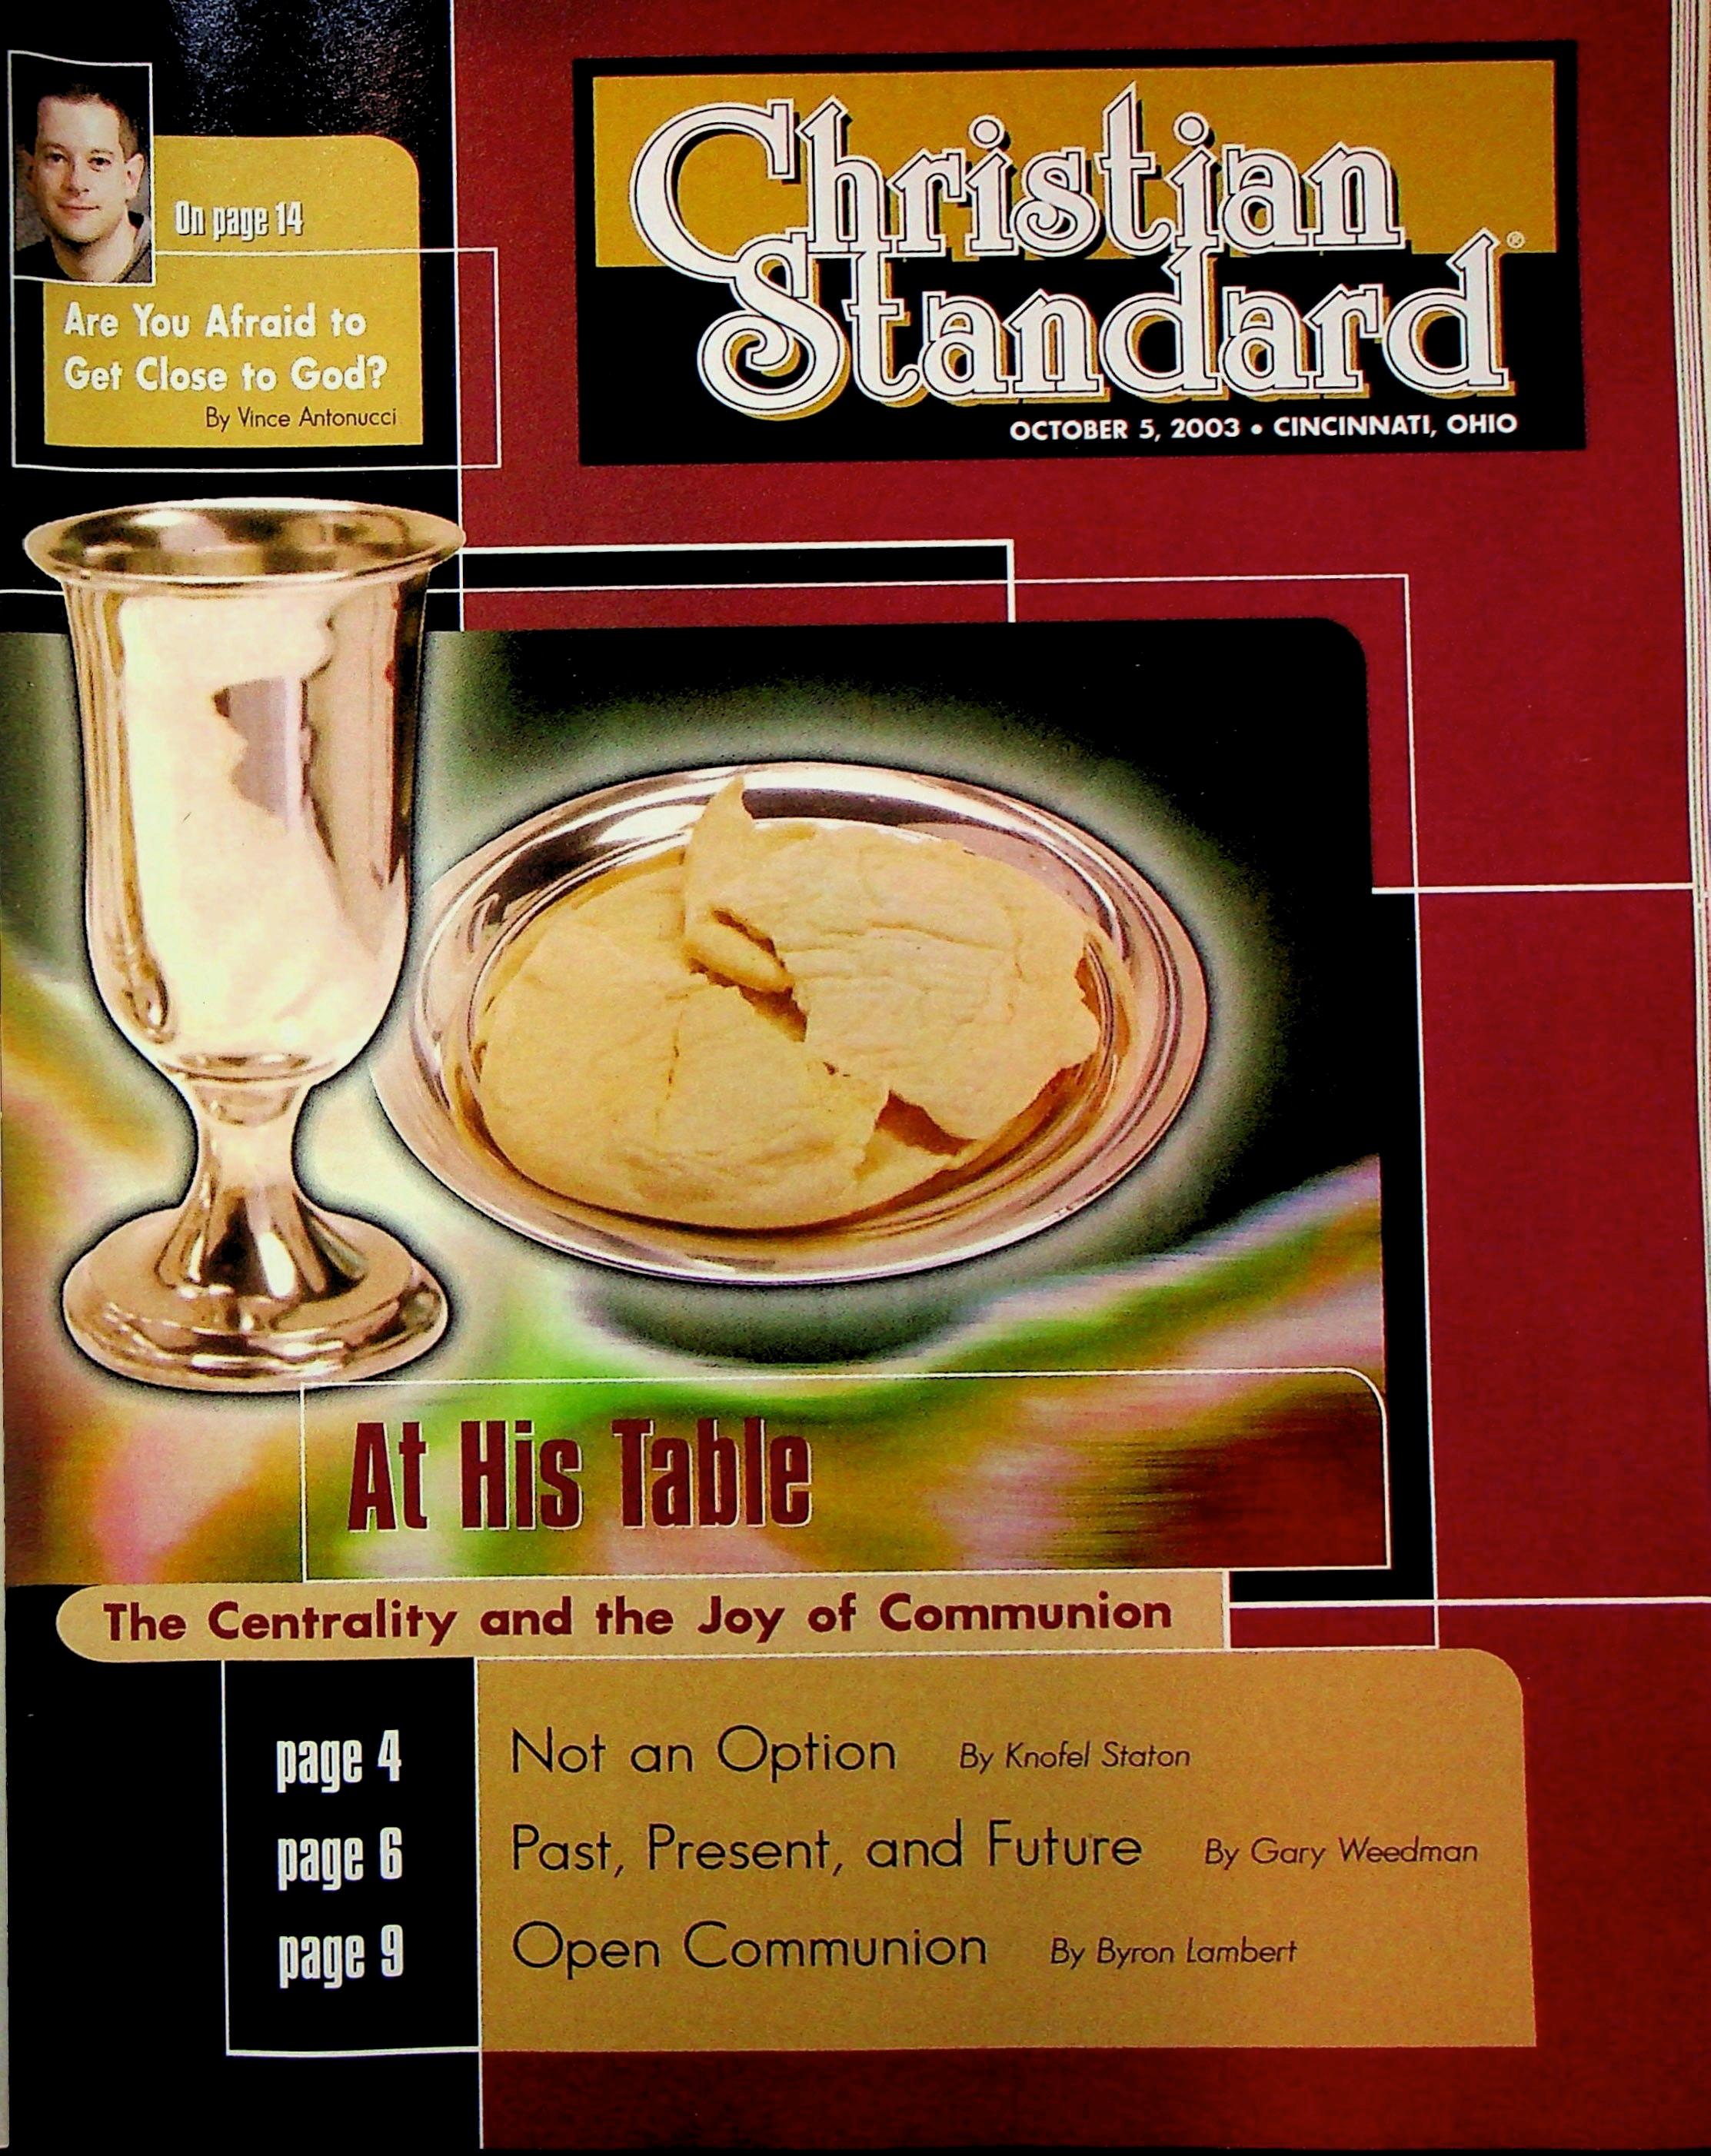 On page 14
Are You Afraid to
Get Close to God?
By Vince Antonucci
Christian
Standard®
OCTOBER 5, 2003 • CINCINNATI, OHIO
At His Table
The Centrality and the Joy of Communion
page 4 Not an Option By Knofel Staton
page 6 Past, Present, and Future By Gary Weedman
page 9 Open Communion By Byron Lambert